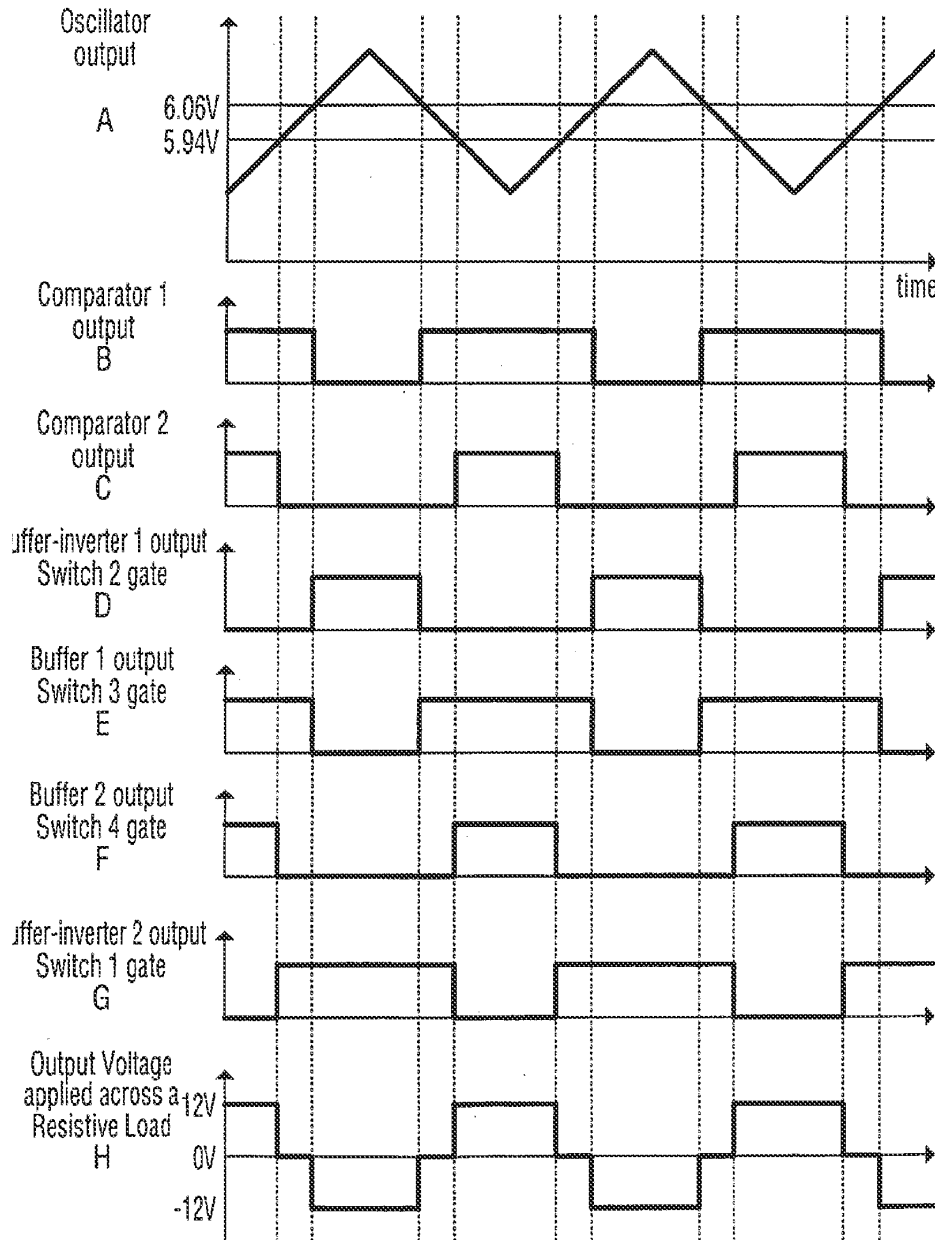 Oscillator
output
A
6.06V
5.94V
time
Comparator 1
output
B
Comparator 2
output
C
uffer-inverter 1 output
Switch 2 gate
D
Buffer 1 output
Switch 3 gate
E
Buffer 2 output
Switch 4 gate
F
uffer-inverter 2 output
Switch 1 gate
G
Output Voltage
applied across a
Resistive Load
H
12V
0V
-12V